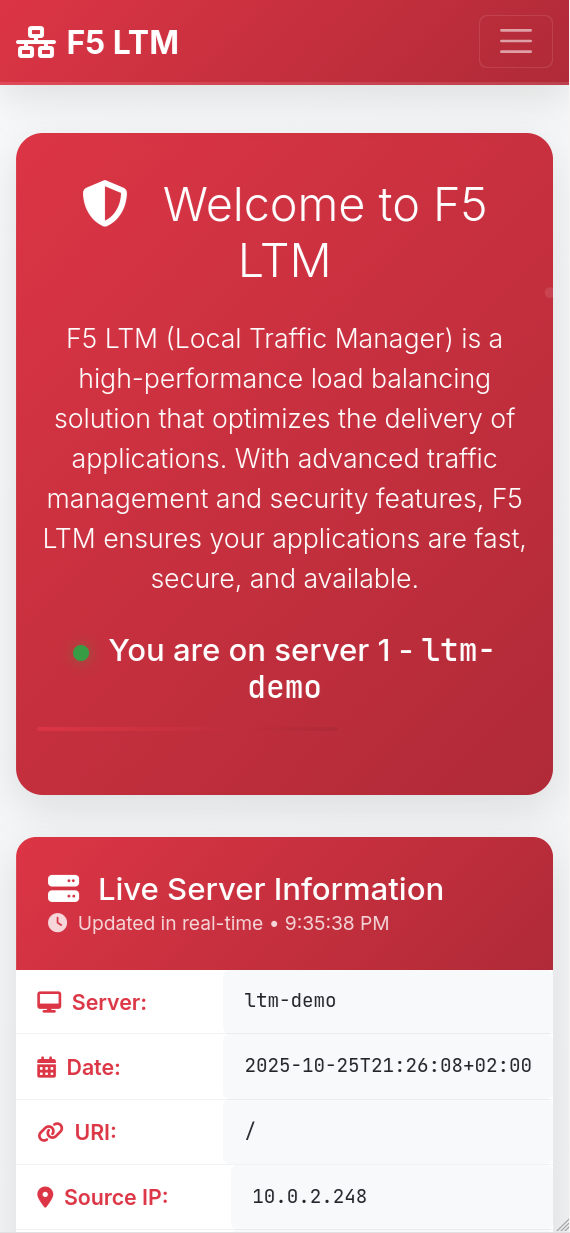 F5 LTM
Welcome to F5
LTM
F5 LTM (Local Traffic Manager) is a
high-performance load balancing
solution that optimizes the delivery of
applications. With advanced traffic
management and security features, F5
LTM ensures your applications are fast,
secure, and available.
You are on server 1 - ltm-
demo
Live Server Information
Updated in real-time • 9:35:38 PM
Server: ltm-demo
Date: 2025-10-25T21:26:08+02:00
URI: /
Source IP: 10.0.2.248